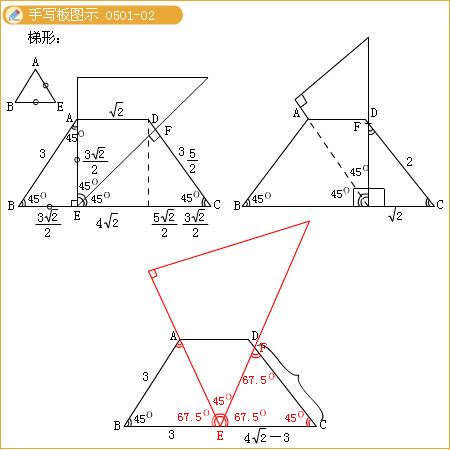 手写板图示 0501-02
梯形:
A
B E
A √2 D
F
45°
3 3√2/2 3 5/2
45°
B 45° E 45° 45° C
3√2/2 4√2 5√2/2 3√2/2
A D
F
45° 2
B 45° 45° C
√2
A D
F
3 67.5°
45°
B 45° 67.5° 67.5° 45° C
3 E 4√2-3